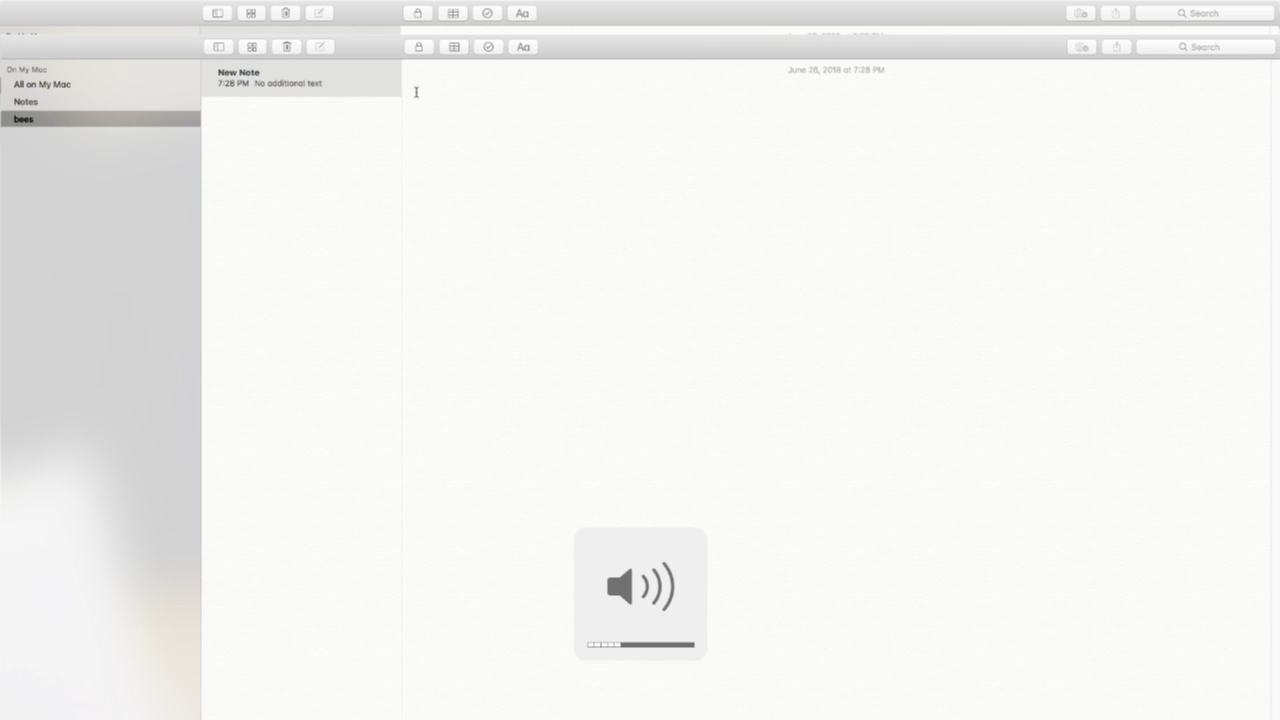 Aa
Search
Aa
Search
On My Mac
All on My Mac
Notes
bees
New Note
7:28 PM No additional text
June 26, 2018 at 7:28 PM